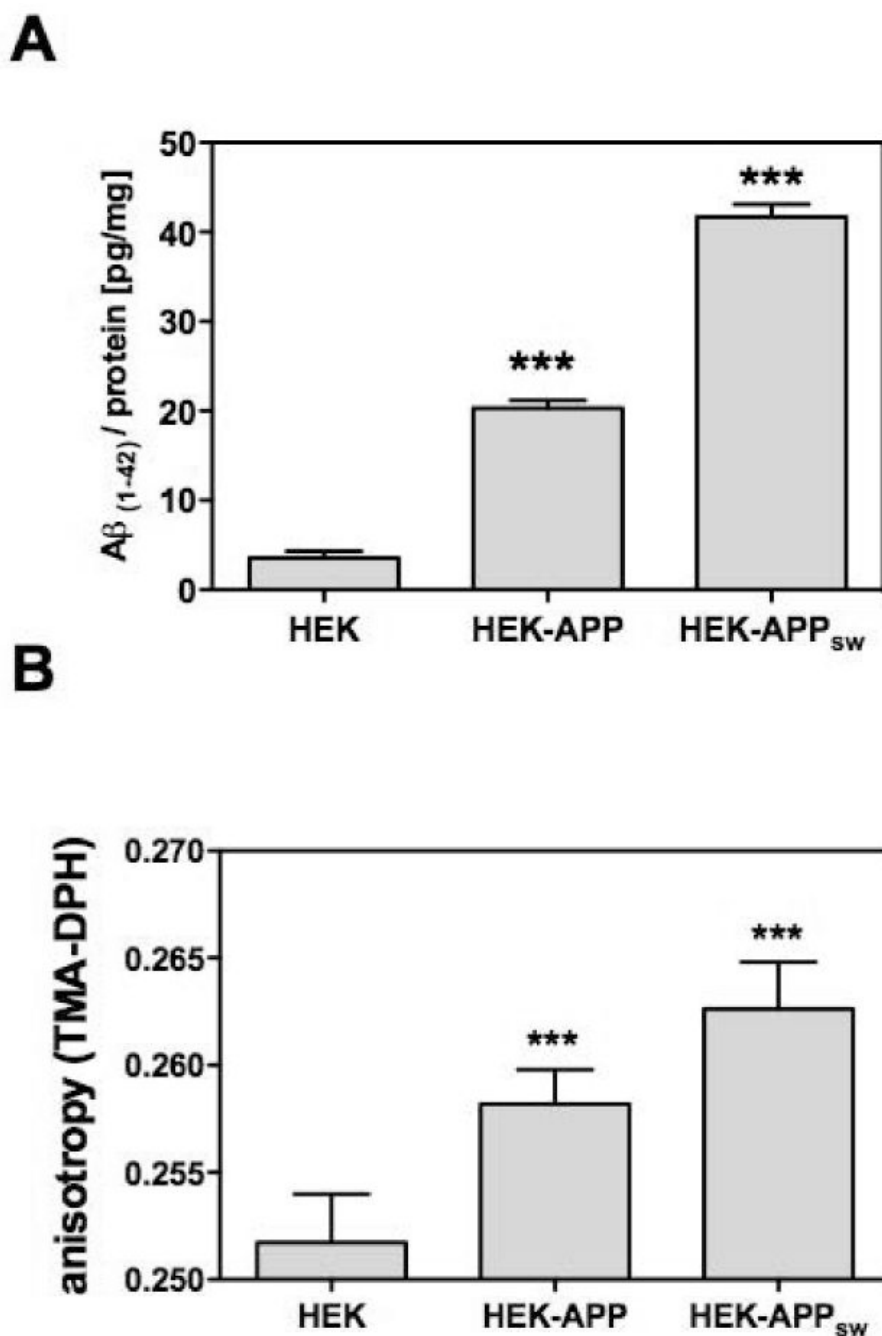 A
Aβ (1-42) / protein [pg/mg]
50
40
30
20
10
0
***
***
HEK
HEK-APP
HEK-APPsw
B
anisotropy (TMA-DPH)
0.270
0.265
0.260
0.255
0.250
***
***
HEK
HEK-APP
HEK-APPsw